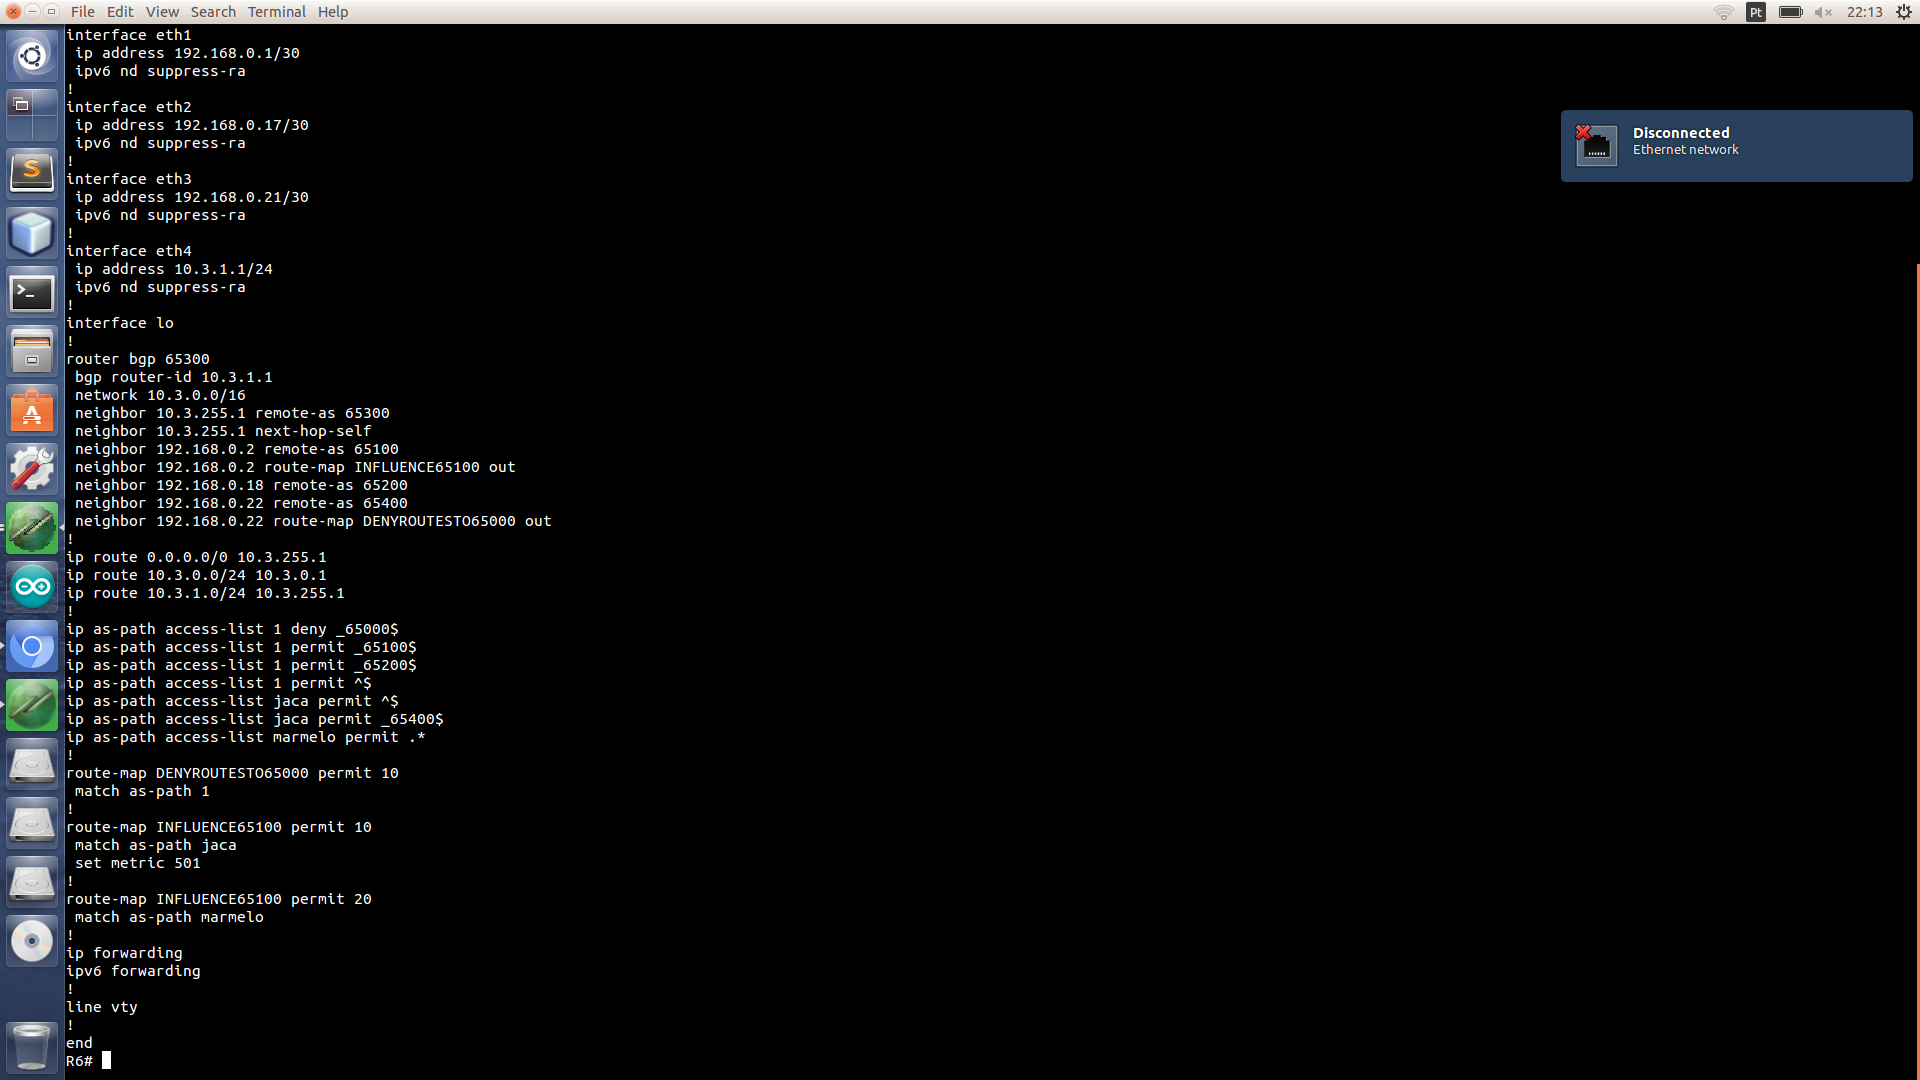 File Edit View Search Terminal Help
Pt 22:13
interface eth1
 ip address 192.168.0.1/30
 ipv6 nd suppress-ra
!
interface eth2
 ip address 192.168.0.17/30
 ipv6 nd suppress-ra
!
interface eth3
 ip address 192.168.0.21/30
 ipv6 nd suppress-ra
!
interface eth4
 ip address 10.3.1.1/24
 ipv6 nd suppress-ra
!
interface lo
!
router bgp 65300
 bgp router-id 10.3.1.1
 network 10.3.0.0/16
 neighbor 10.3.255.1 remote-as 65300
 neighbor 10.3.255.1 next-hop-self
 neighbor 192.168.0.2 remote-as 65100
 neighbor 192.168.0.2 route-map INFLUENCE65100 out
 neighbor 192.168.0.18 remote-as 65200
 neighbor 192.168.0.22 remote-as 65400
 neighbor 192.168.0.22 route-map DENYROUTESTO65000 out
!
ip route 0.0.0.0/0 10.3.255.1
ip route 10.3.0.0/24 10.3.0.1
ip route 10.3.1.0/24 10.3.255.1
!
ip as-path access-list 1 deny _65000$
ip as-path access-list 1 permit _65100$
ip as-path access-list 1 permit _65200$
ip as-path access-list 1 permit ^$
ip as-path access-list jaca permit ^$
ip as-path access-list jaca permit _65400$
ip as-path access-list marmelo permit .*
!
route-map DENYROUTESTO65000 permit 10
 match as-path 1
!
route-map INFLUENCE65100 permit 10
 match as-path jaca
 set metric 501
!
route-map INFLUENCE65100 permit 20
 match as-path marmelo
!
ip forwarding
ipv6 forwarding
!
line vty
!
end
R6#
Disconnected
Ethernet network